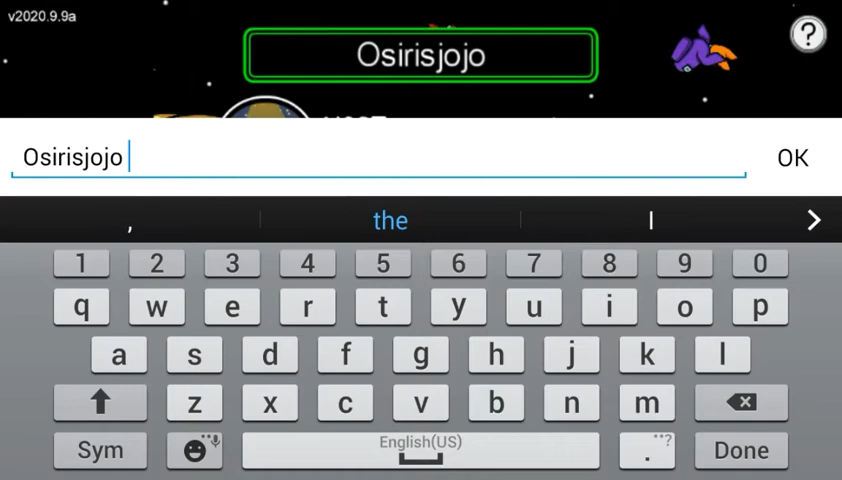 v2020.9.9a
Osirisjojo
?
Osirisjojo
OK
, the I >
1 2 3 4 5 6 7 8 9 0
q w e r t y u i o p
a s d f g h j k l
z x c v b n m
Sym English(US) . ? Done